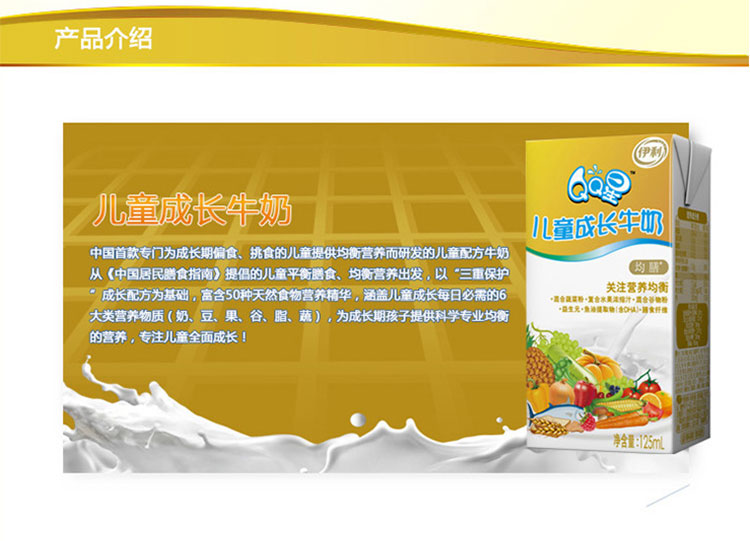 产品介绍
儿童成长牛奶
中国首款专门为成长期偏食、挑食的儿童提供均衡营养而研发的儿童配方牛奶
从《中国居民膳食指南》提倡的儿童平衡膳食、均衡营养出发，以“三重保护
”成长配方为基础，富含50种天然食物营养精华，涵盖儿童成长每日必需的6
大类营养物质（奶、豆、果、谷、脂、蔬），为成长期孩子提供科学专业均衡
的营养，专注儿童全面成长！
伊利
QQ星™
儿童成长牛奶
均膳
关注营养均衡
•混合蔬菜粉•复合水果浓缩汁•混合谷物粉
•益生元•鱼油提取物(含DHA)•膳食纤维
净含量:125mL